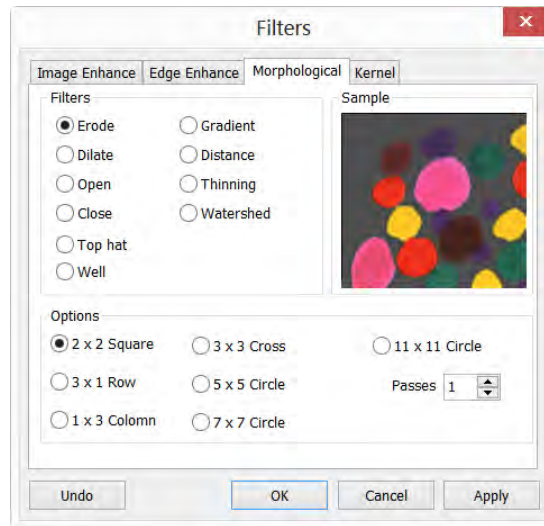 Filters
Image Enhance Edge Enhance Morphological Kernel
Filters
Erode
Dilate
Open
Close
Top hat
Well
Gradient
Distance
Thinning
Watershed
Sample
Options
2 x 2 Square
3 x 1 Row
1 x 3 Colomn
3 x 3 Cross
5 x 5 Circle
7 x 7 Circle
11 x 11 Circle
Passes 1
Undo OK Cancel Apply